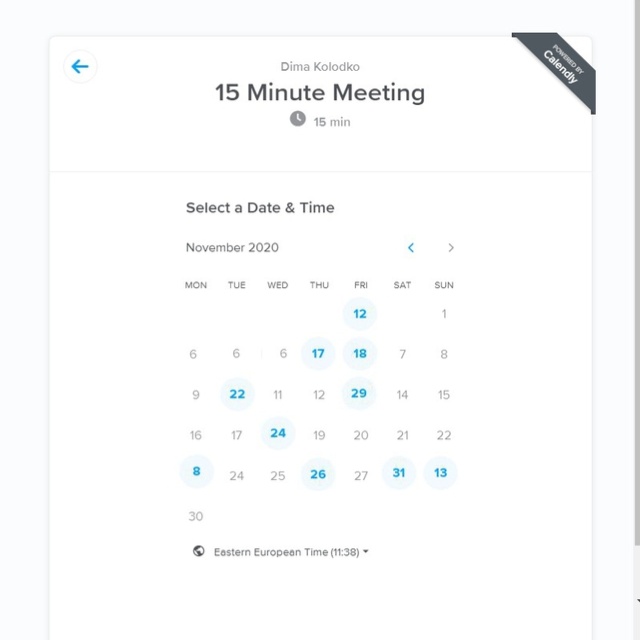 POWERED BY
Calendly
Dima Kolodko
15 Minute Meeting
15 min
Select a Date & Time
November 2020
MON TUE WED THU FRI SAT SUN
12 1
6 6 6 17 18 7 8
9 22 11 12 29 14 15
16 17 24 19 20 21 22
8 24 25 26 27 31 13
30
Eastern European Time (11:38)